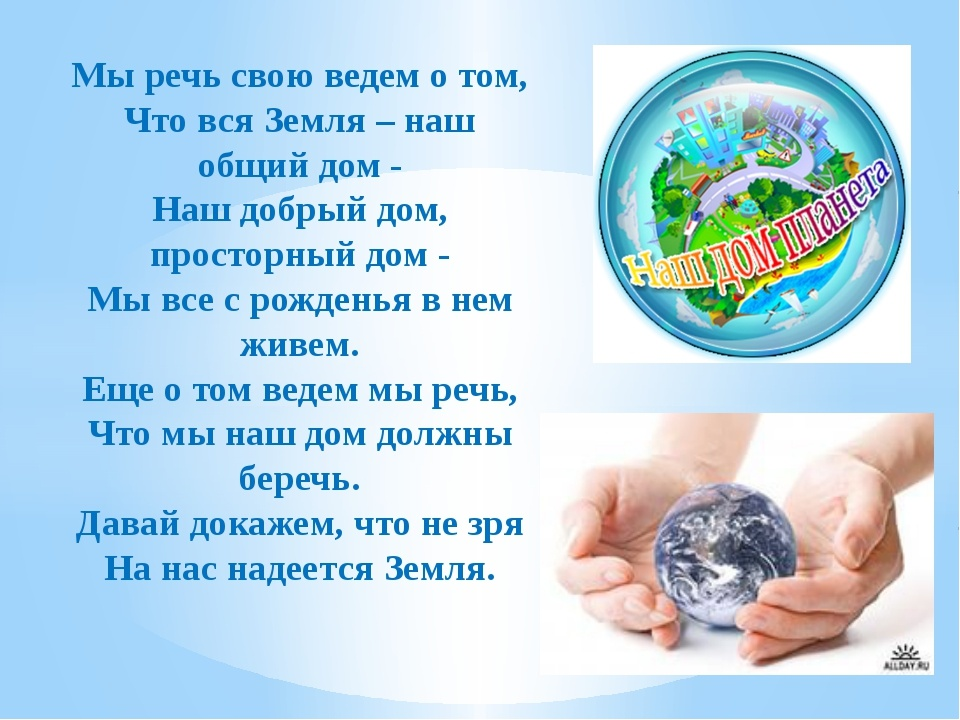 Мы речь свою ведем о том,
Что вся Земля – наш
общий дом -
Наш добрый дом,
просторный дом -
Мы все с рожденья в нем
живем.
Еще о том ведем мы речь,
Что мы наш дом должны
беречь.
Давай докажем, что не зря
На нас надеется Земля.
Наш дом планета
ALLDAY.RU